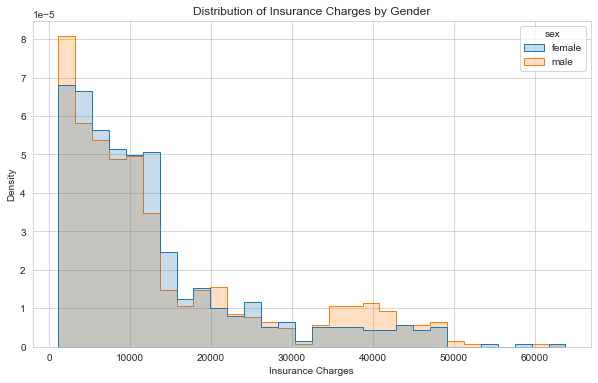 Distribution of Insurance Charges by Gender
1e−5
sex
female
male
8
7
6
5
4
3
2
1
0
Density
0
10000
20000
30000
40000
50000
60000
Insurance Charges